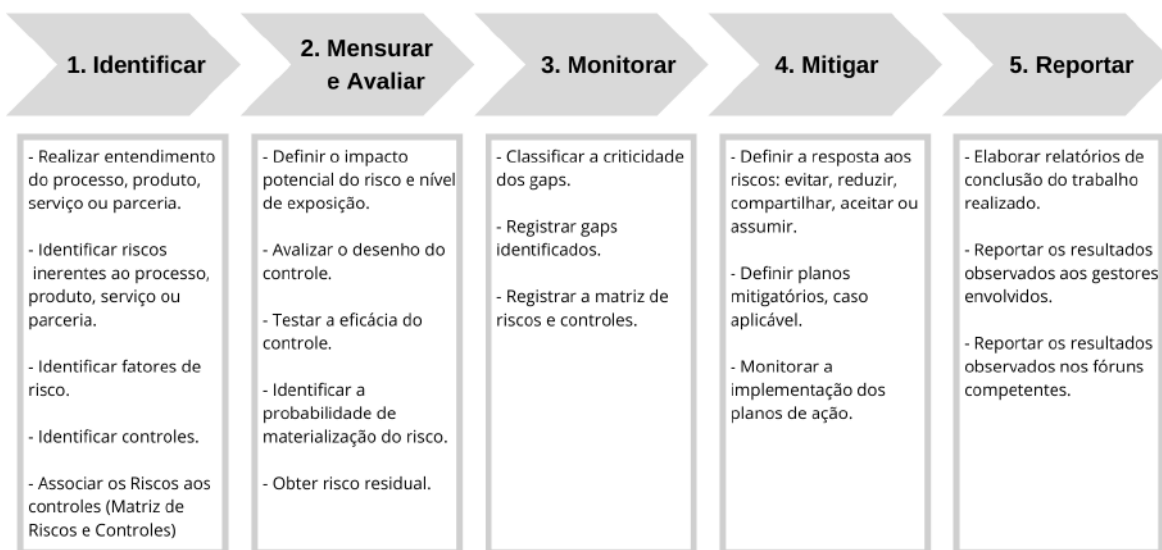 1. Identificar
2. Mensurar
e Avaliar
3. Monitorar
4. Mitigar
5. Reportar
- Realizar entendimento
do processo, produto,
serviço ou parceria.
- Identificar riscos
inerentes ao processo,
produto, serviço ou
parceria.
- Identificar fatores de
risco.
- Identificar controles.
- Associar os Riscos aos
controles (Matriz de
Riscos e Controles)
- Definir o impacto
potencial do risco e nível
de exposição.
- Avalizar o desenho do
controle.
- Testar a eficácia do
controle.
- Identificar a
probabilidade de
materialização do risco.
- Obter risco residual.
- Classificar a criticidade
dos gaps.
- Registrar gaps
identificados.
- Registrar a matriz de
riscos e controles.
- Definir a resposta aos
riscos: evitar, reduzir,
compartilhar, aceitar ou
assumir.
- Definir planos
mitigatórios, caso
aplicável.
- Monitorar a
implementação dos
planos de ação.
- Elaborar relatórios de
conclusão do trabalho
realizado.
- Reportar os resultados
observados aos gestores
envolvidos.
- Reportar os resultados
observados nos fóruns
competentes.